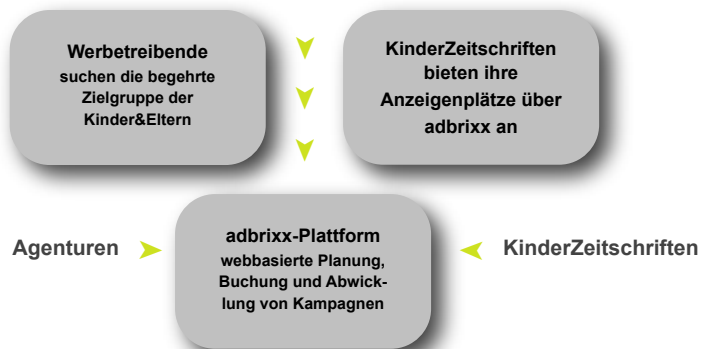 Werbetreibende
suchen die begehrte
Zielgruppe der
Kinder&Eltern
KinderZeitschriften
bieten ihre
Anzeigenplätze über
adbrixx an
Agenturen
adbrixx-Plattform
webbasierte Planung,
Buchung und Abwick-
lung von Kampagnen
KinderZeitschriften